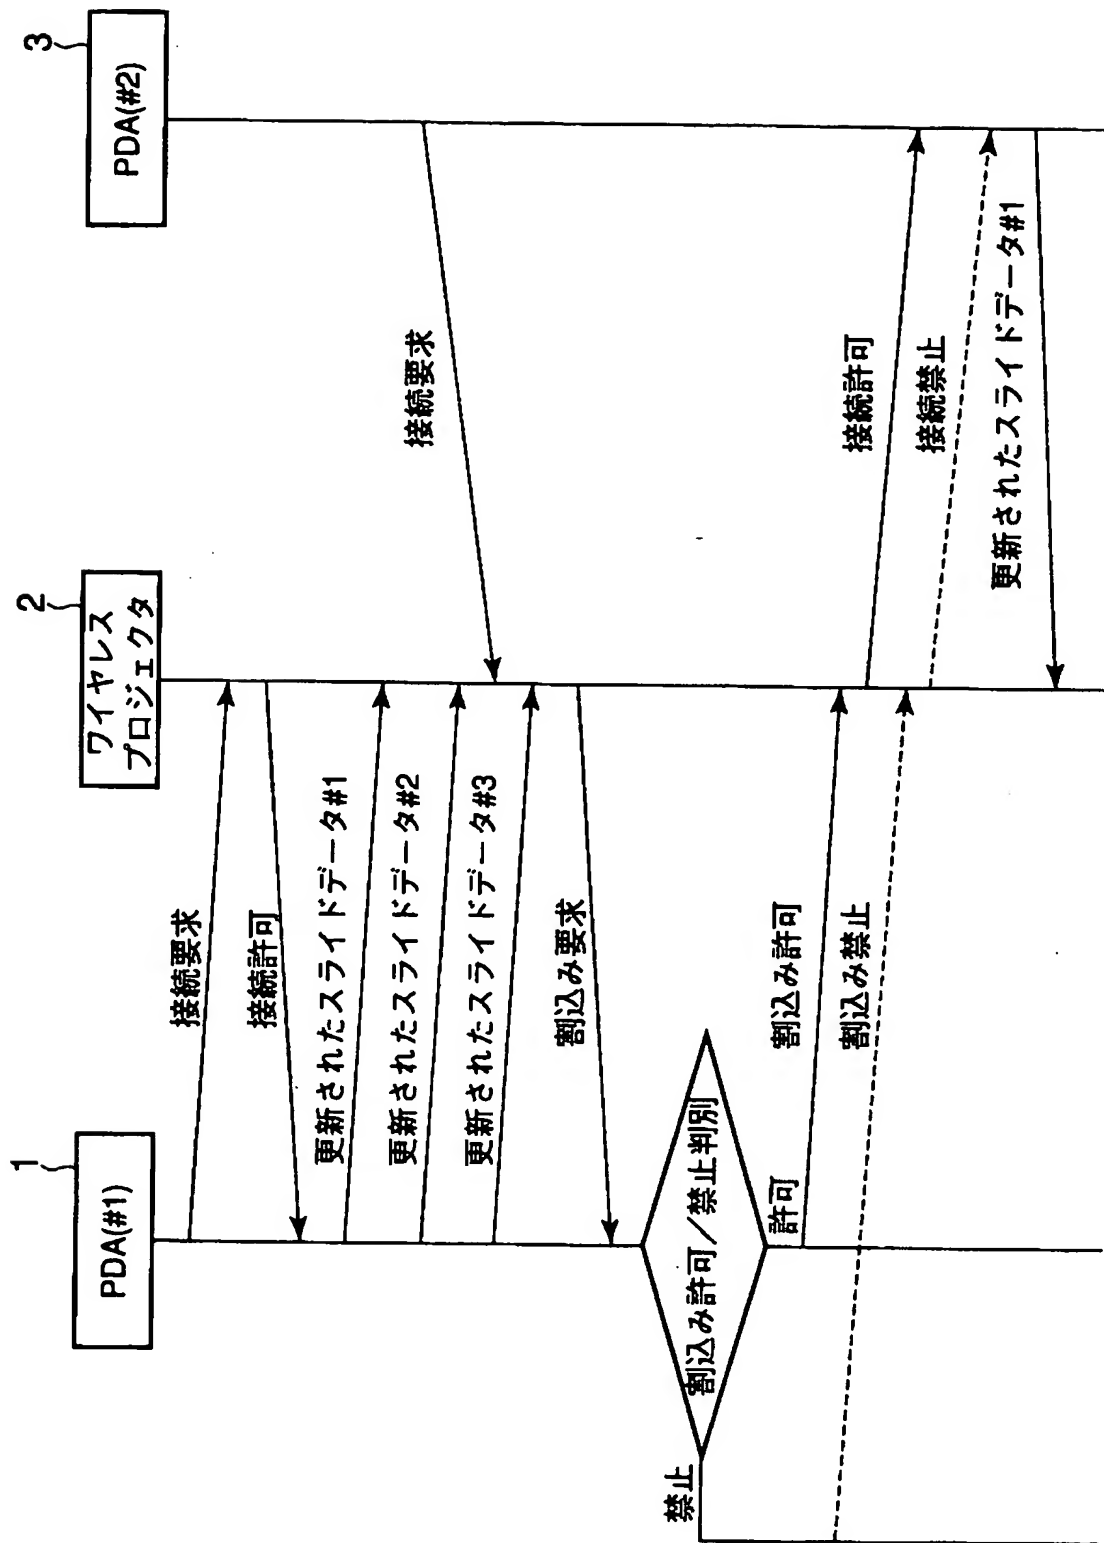 1
PDA(#1)
2
ワイヤレス
プロジェクタ
3
PDA(#2)
接続要求
接続許可
更新されたスライドデータ#1
更新されたスライドデータ#2
接続要求
更新されたスライドデータ#3
割込み要求
割込み許可／禁止判別
禁止
許可
割込み許可
割込み禁止
接続許可
接続禁止
更新されたスライドデータ#1